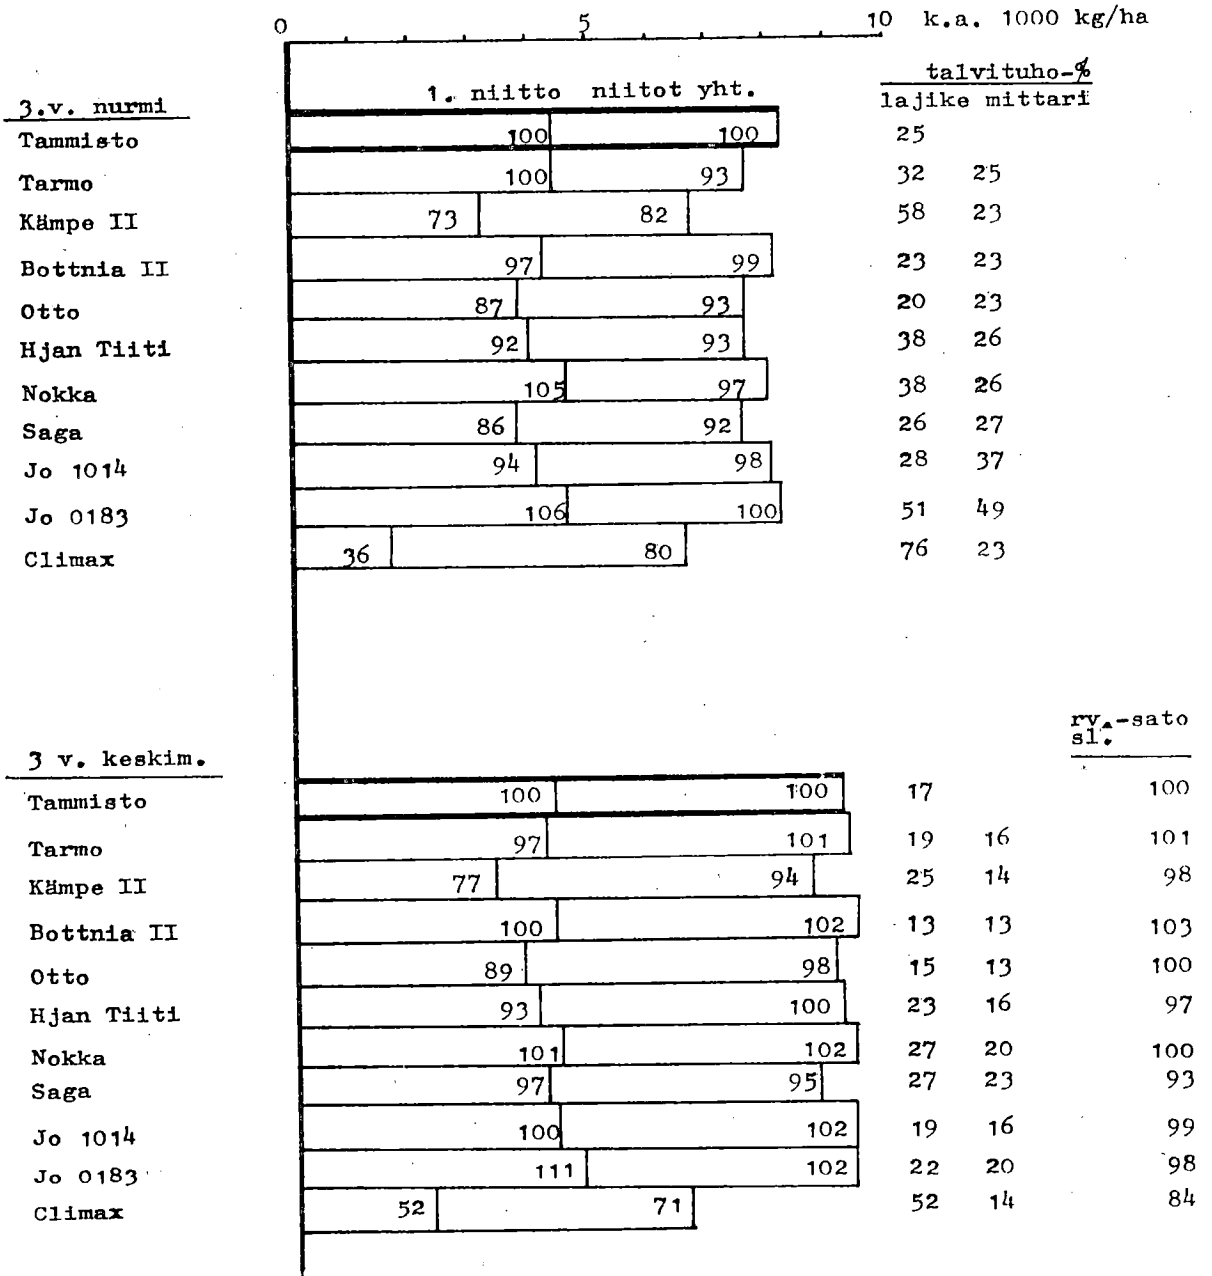 0 5 10 k.a. 1000 kg/ha
talvituho-%
3.v. nurmi 1. niitto niitot yht. lajike mittari
Tammisto 100 100 25
Tarmo 100 93 32 25
Kämpe II 73 82 58 23
Bottnia II 97 99 23 23
Otto 87 93 20 23
Hjan Tiiti 92 93 38 26
Nokka 105 97 38 26
Saga 86 92 26 27
Jo 1014 94 98 28 37
Jo 0183 106 100 51 49
Climax 36 80 76 23
rv.-sato
sl.
3 v. keskim.
Tammisto 100 100 17 100
Tarmo 97 101 19 16 101
Kämpe II 77 94 25 14 98
Bottnia II 100 102 13 13 103
Otto 89 98 15 13 100
Hjan Tiiti 93 100 23 16 97
Nokka 101 102 27 20 100
Saga 97 95 27 23 93
Jo 1014 100 102 19 16 99
Jo 0183 111 102 22 20 98
Climax 52 71 52 14 84